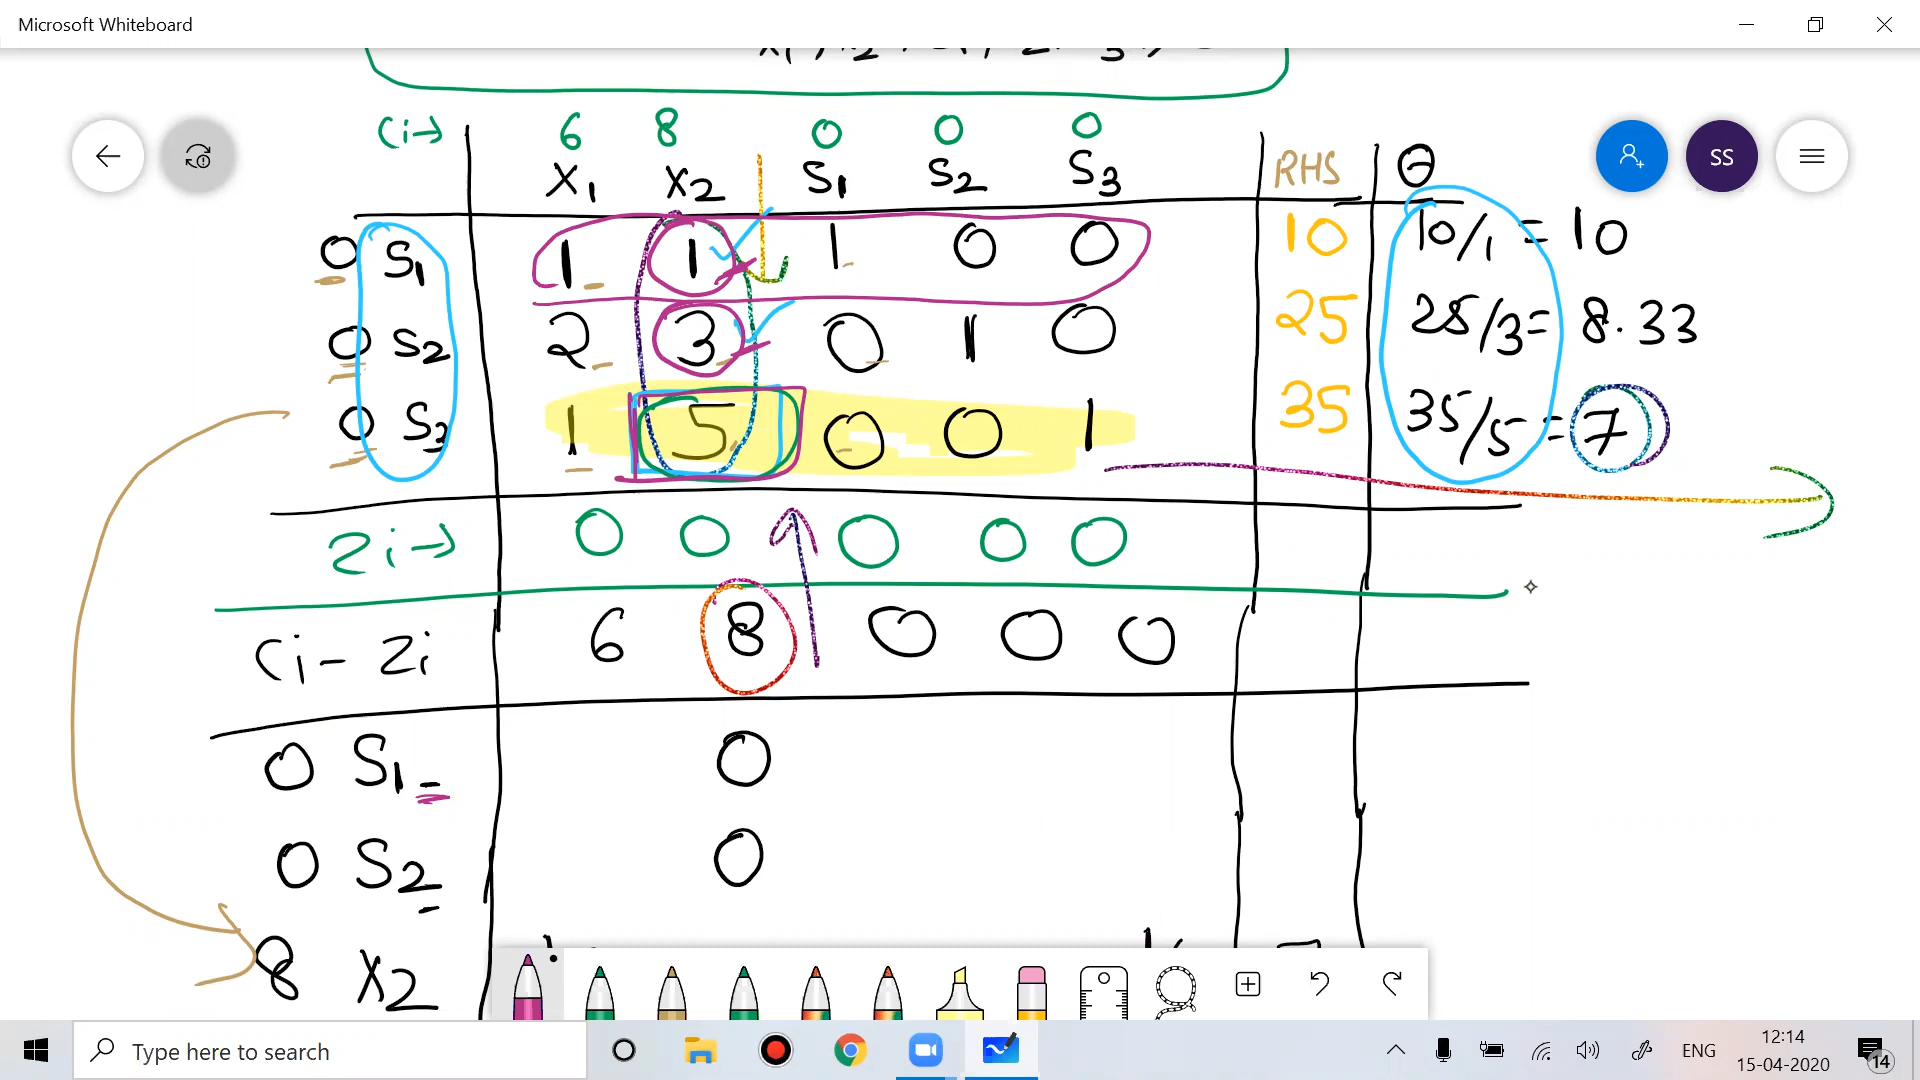 Microsoft Whiteboard
Ci→ 6 8 0 0 0
X1 X2 S1 S2 S3 RHS Θ
0 S1 1 1 1 0 0 10 10/1 = 10
0 S2 2 3 0 1 0 25 25/3 = 8.33
0 S3 1 5 0 0 1 35 35/5 = 7
Zi→ 0 0 0 0 0
Ci - Zi 6 8 0 0 0
0 S1 0
0 S2 0
8 X2
SS
Type here to search
ENG
12:14
15-04-2020
14